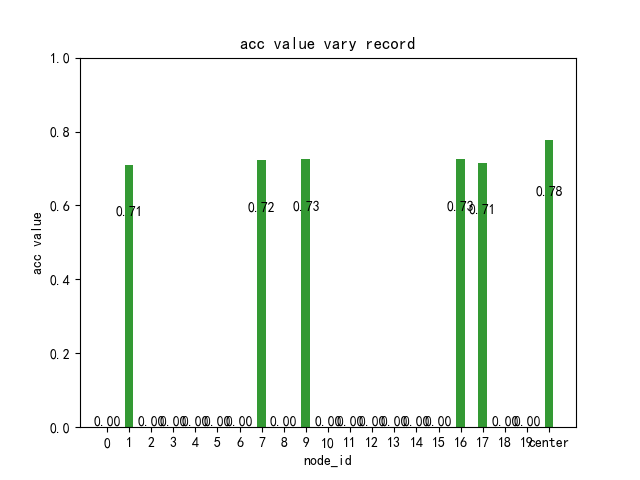 acc value vary record
1.0
0.8
0.6
0.4
0.2
0.0
acc value
0.00 0.71 0.00 0.00 0.00 0.00 0.00 0.72 0.00 0.73 0.00 0.00 0.00 0.00 0.00 0.00 0.73 0.71 0.00 0.00 0.78
0 1 2 3 4 5 6 7 8 9 10 11 12 13 14 15 16 17 18 19 center
node_id